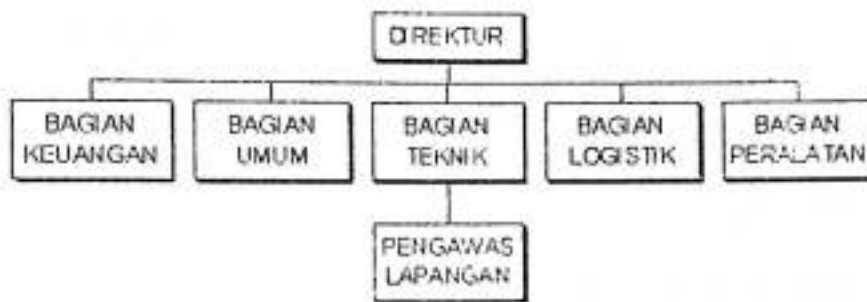 DIREKTUR
BAGIAN
KEUANGAN
BAGIAN
UMUM
BAGIAN
TEKNIK
BAGIAN
LOGISTIK
BAGIAN
PERALATAN
PENGAWAS
LAPANGAN